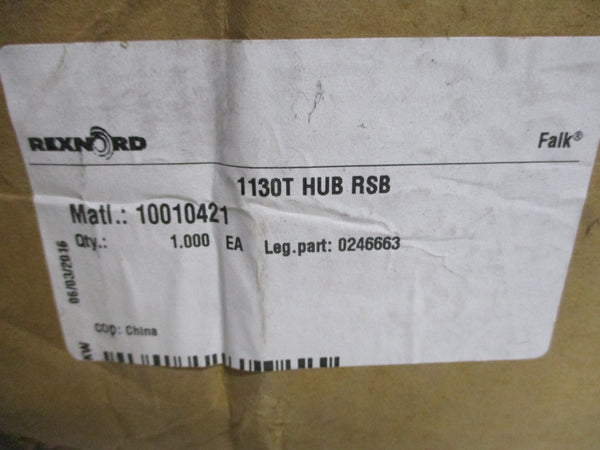 REXNORD
Falk®
1130T HUB RSB
Matl.: 10010421
Qty.: 1.000 EA Leg.part: 0246663
06/03/2016
COO: China
KW